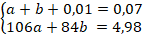 a + b + 0,01 = 0,07
106a + 84b = 4,98